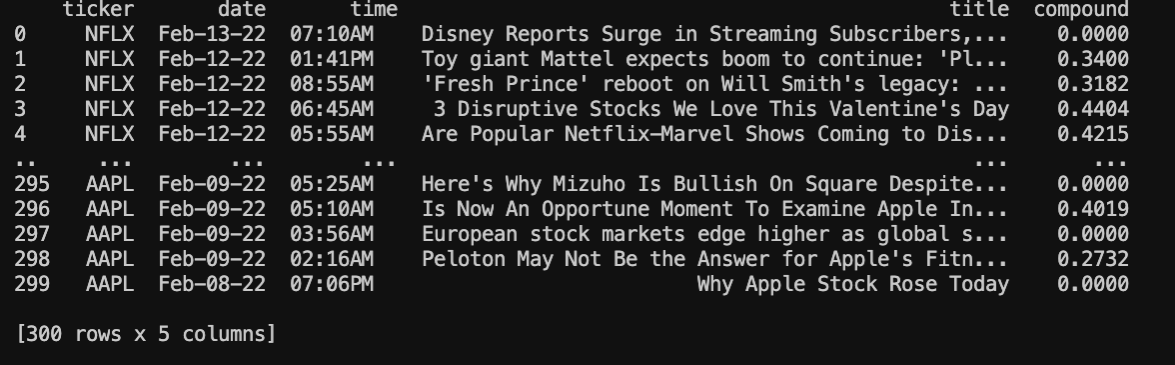 ticker date time title compound
0 NFLX Feb-13-22 07:10AM Disney Reports Surge in Streaming Subscribers,... 0.0000
1 NFLX Feb-12-22 01:41PM Toy giant Mattel expects boom to continue: 'Pl... 0.3400
2 NFLX Feb-12-22 08:55AM 'Fresh Prince' reboot on Will Smith's legacy: ... 0.3182
3 NFLX Feb-12-22 06:45AM 3 Disruptive Stocks We Love This Valentine's Day 0.4404
4 NFLX Feb-12-22 05:55AM Are Popular Netflix–Marvel Shows Coming to Dis... 0.4215
.. ... ... ... ... ...
295 AAPL Feb-09-22 05:25AM Here's Why Mizuho Is Bullish On Square Despite... 0.0000
296 AAPL Feb-09-22 05:10AM Is Now An Opportune Moment To Examine Apple In... 0.4019
297 AAPL Feb-09-22 03:56AM European stock markets edge higher as global s... 0.0000
298 AAPL Feb-09-22 02:16AM Peloton May Not Be the Answer for Apple's Fitn... 0.2732
299 AAPL Feb-08-22 07:06PM Why Apple Stock Rose Today 0.0000
[300 rows x 5 columns]